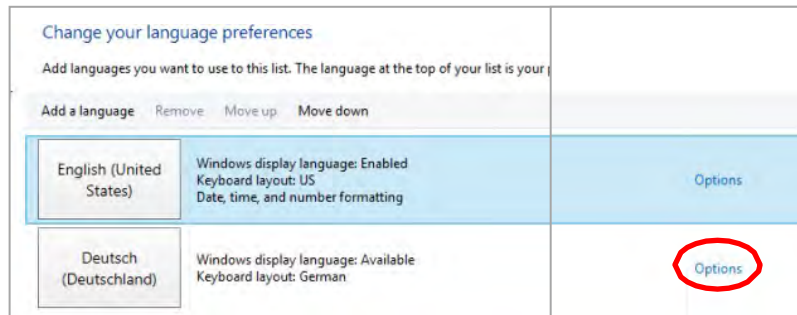 Change your language preferences
Add languages you want to use to this list. The language at the top of your list is your
Add a language Remove Move up Move down
English (United
States)
Windows display language: Enabled
Keyboard layout: US
Date, time, and number formatting
Options
Deutsch
(Deutschland)
Windows display language: Available
Keyboard layout: German
Options